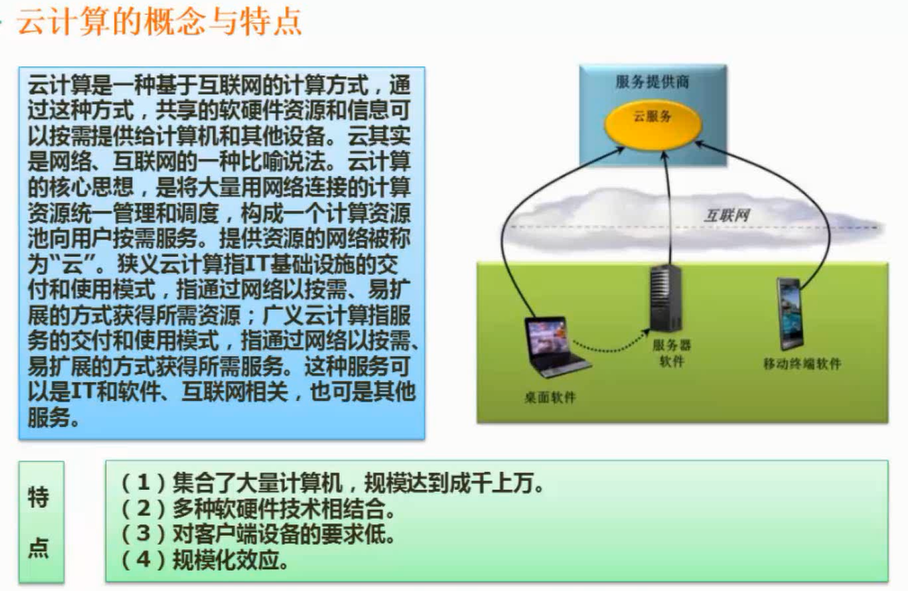 云计算的概念与特点
云计算是一种基于互联网的计算方式，通
过这种方式，共享的软硬件资源和信息可
以按需提供给计算机和其他设备。云其实
是网络、互联网的一种比喻说法。云计算
的核心思想，是将大量用网络连接的计算
资源统一管理和调度，构成一个计算资源
池向用户按需服务。提供资源的网络被称
为“云”。狭义云计算指IT基础设施的交
付和使用模式，指通过网络以按需、易扩
展的方式获得所需资源；广义云计算指服
务的交付和使用模式，指通过网络以按需、
易扩展的方式获得所需服务。这种服务可
以是IT和软件、互联网相关，也可是其他
服务。
服务提供商
云服务
互联网
服务器
软件
移动终端软件
桌面软件
特
点
（1）集合了大量计算机，规模达到成千上万。
（2）多种软硬件技术相结合。
（3）对客户端设备的要求低。
（4）规模化效应。